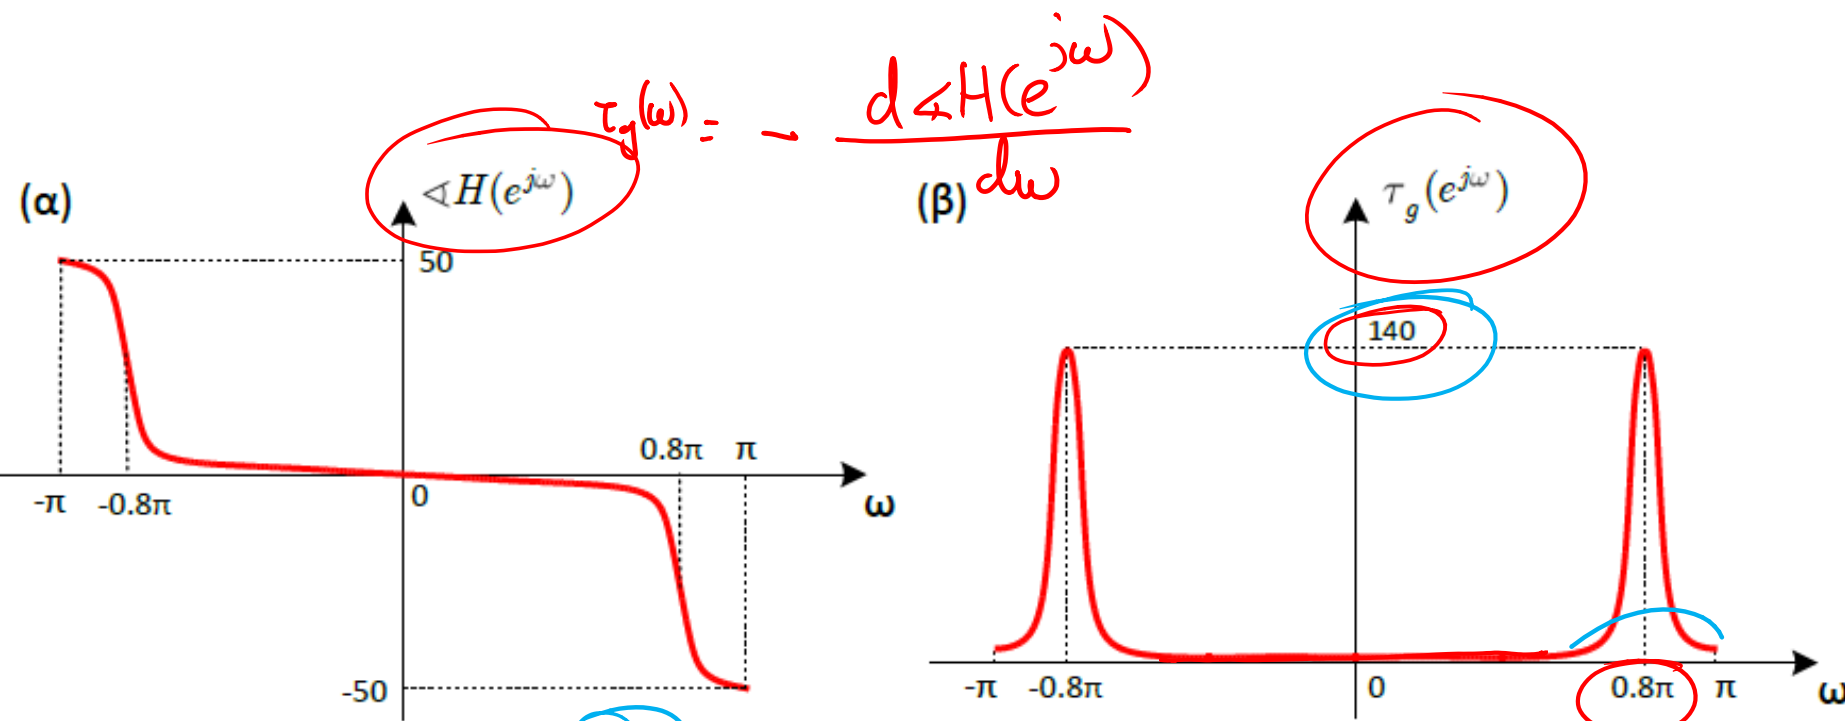 τg(ω) = - d∢H(e^jω) / dω
(α)
∢H(e^jω)
50
0.8π π
-π -0.8π
0
ω
-50
(β)
τg(e^jω)
140
-π -0.8π
0
0.8π π
ω